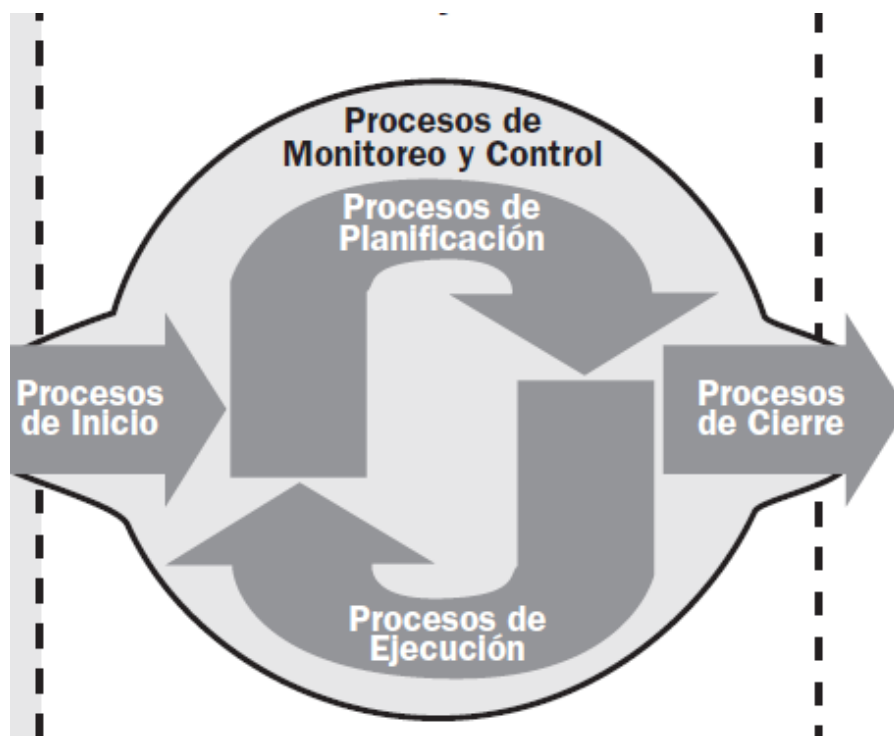 Procesos de
Monitoreo y Control
Procesos de
Planificación
Procesos
de Inicio
Procesos
de Cierre
Procesos de
Ejecución